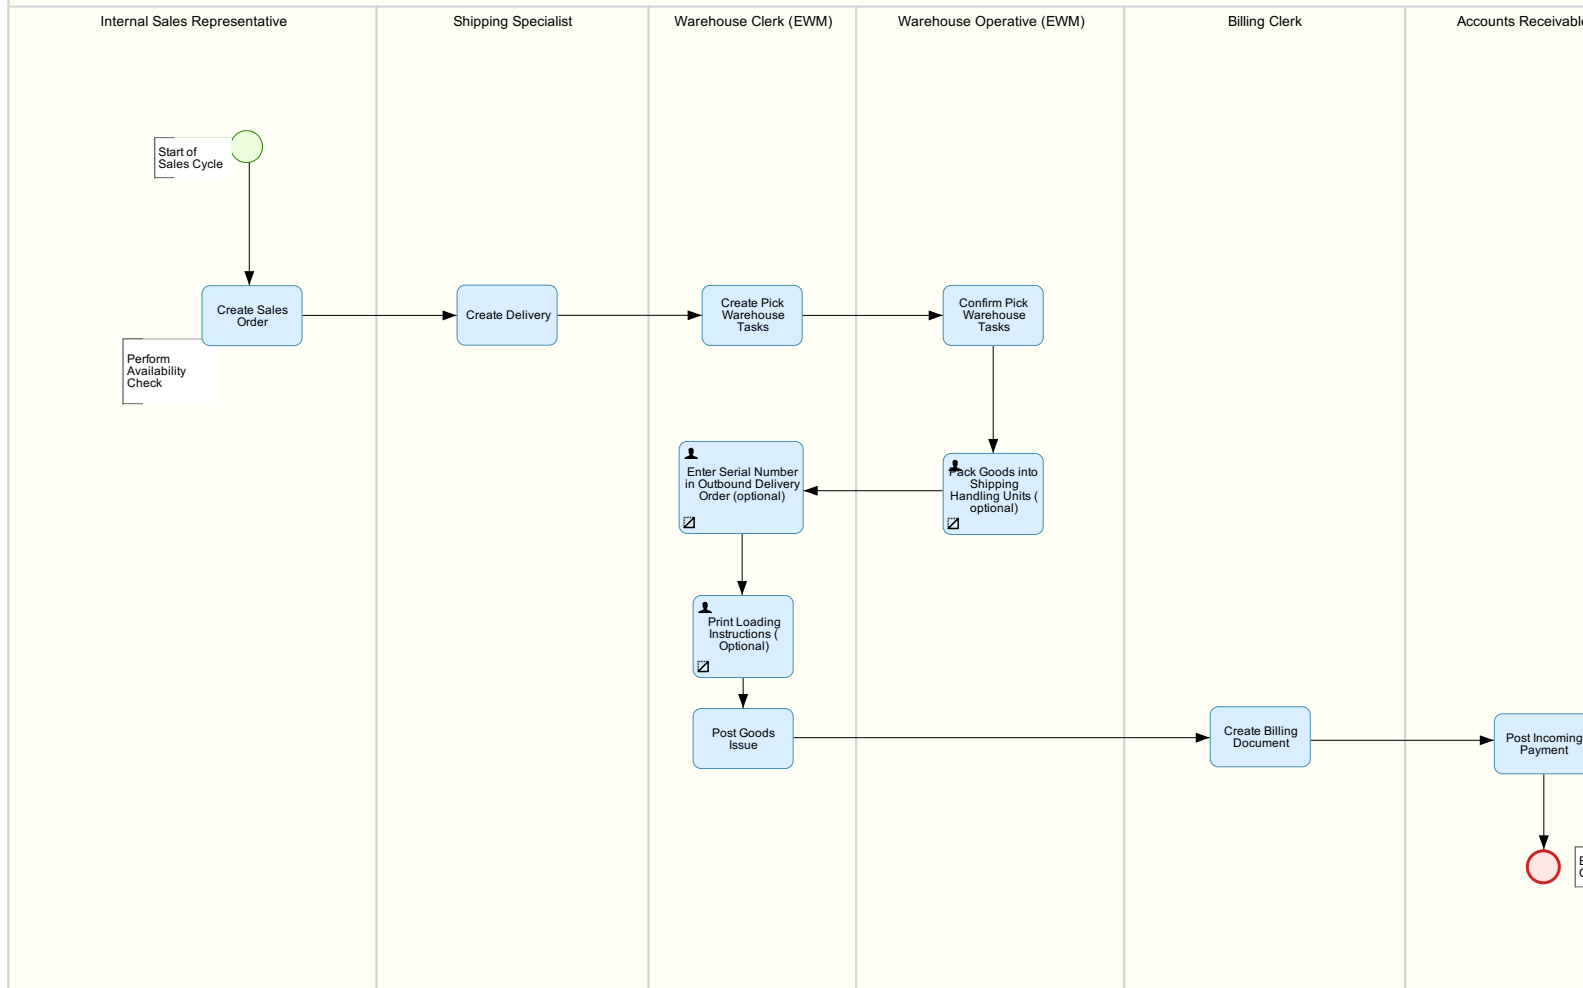 Internal Sales Representative
Shipping Specialist
Warehouse Clerk (EWM)
Warehouse Operative (EWM)
Billing Clerk
Accounts Receivable
Start of
Sales Cycle
Create Sales
Order
Create Delivery
Create Pick
Warehouse
Tasks
Confirm Pick
Warehouse
Tasks
Perform
Availability
Check
Enter Serial Number
in Outbound Delivery
Order (optional)
Pack Goods into
Shipping
Handling Units (
optional)
Print Loading
Instructions (
Optional)
Post Goods
Issue
Create Billing
Document
Post Incoming
Payment